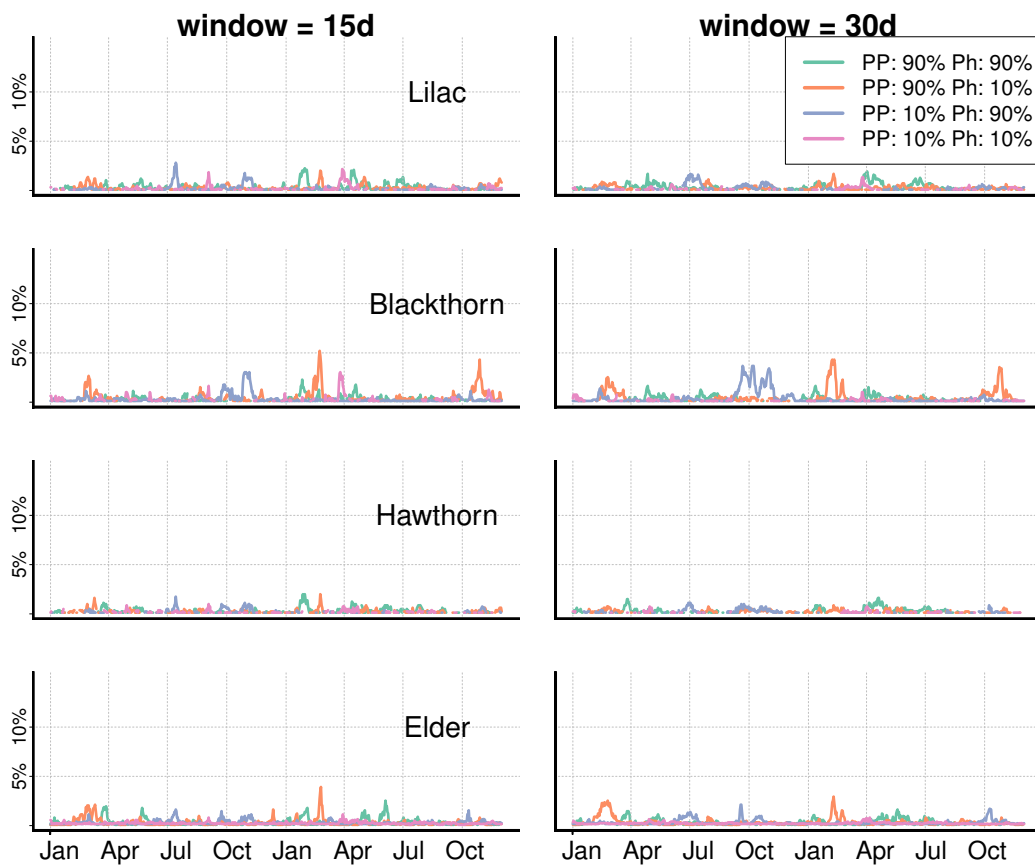 window = 15d
window = 30d
10%
5%
Lilac
PP: 90% Ph: 90%
PP: 90% Ph: 10%
PP: 10% Ph: 90%
PP: 10% Ph: 10%
10%
5%
Blackthorn
10%
5%
Hawthorn
10%
5%
Elder
Jan Apr Jul Oct Jan Apr Jul Oct
Jan Apr Jul Oct Jan Apr Jul Oct